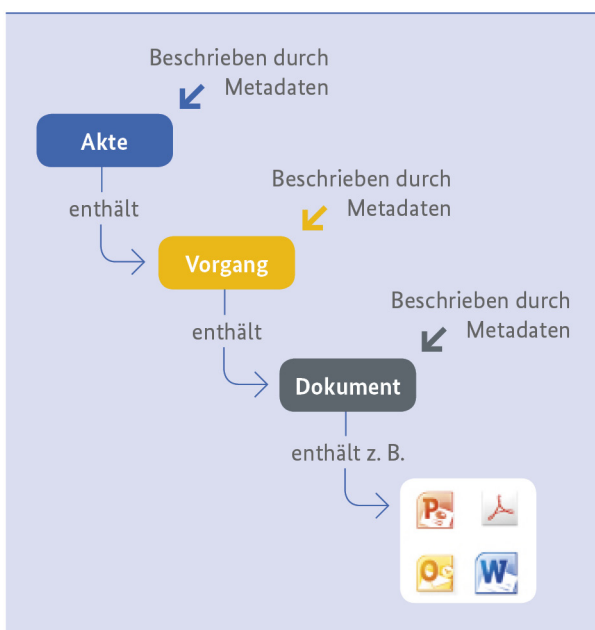 Beschrieben durch
Metadaten
Akte
enthält
Beschrieben durch
Metadaten
Vorgang
enthält
Beschrieben durch
Metadaten
Dokument
enthält z. B.
P
O
W